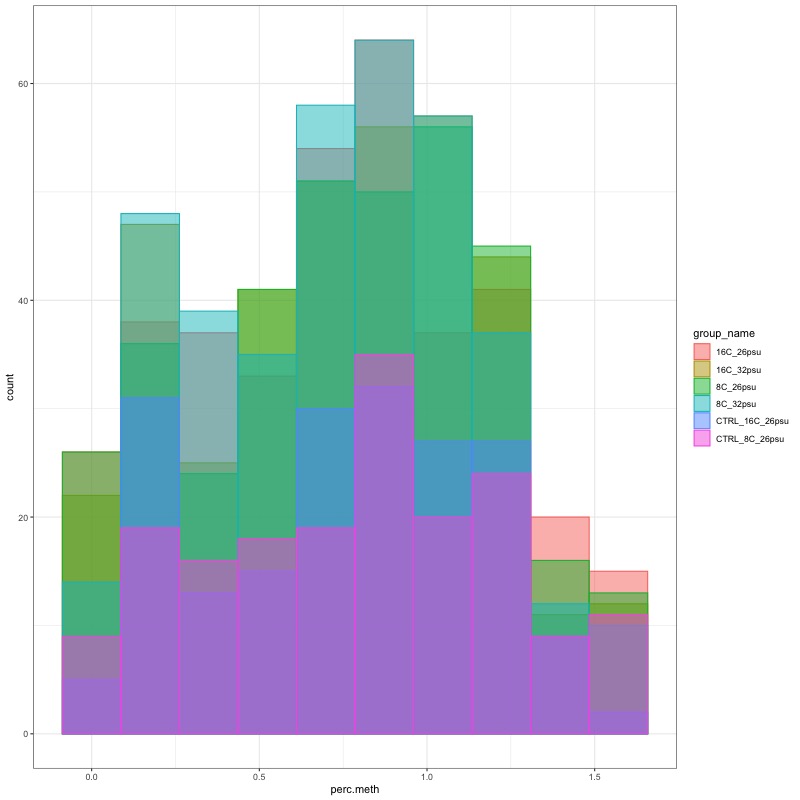 60
40
20
0
count
0.0 0.5 1.0 1.5
perc.meth
group_name
16C_26psu
16C_32psu
8C_26psu
8C_32psu
CTRL_16C_26psu
CTRL_8C_26psu